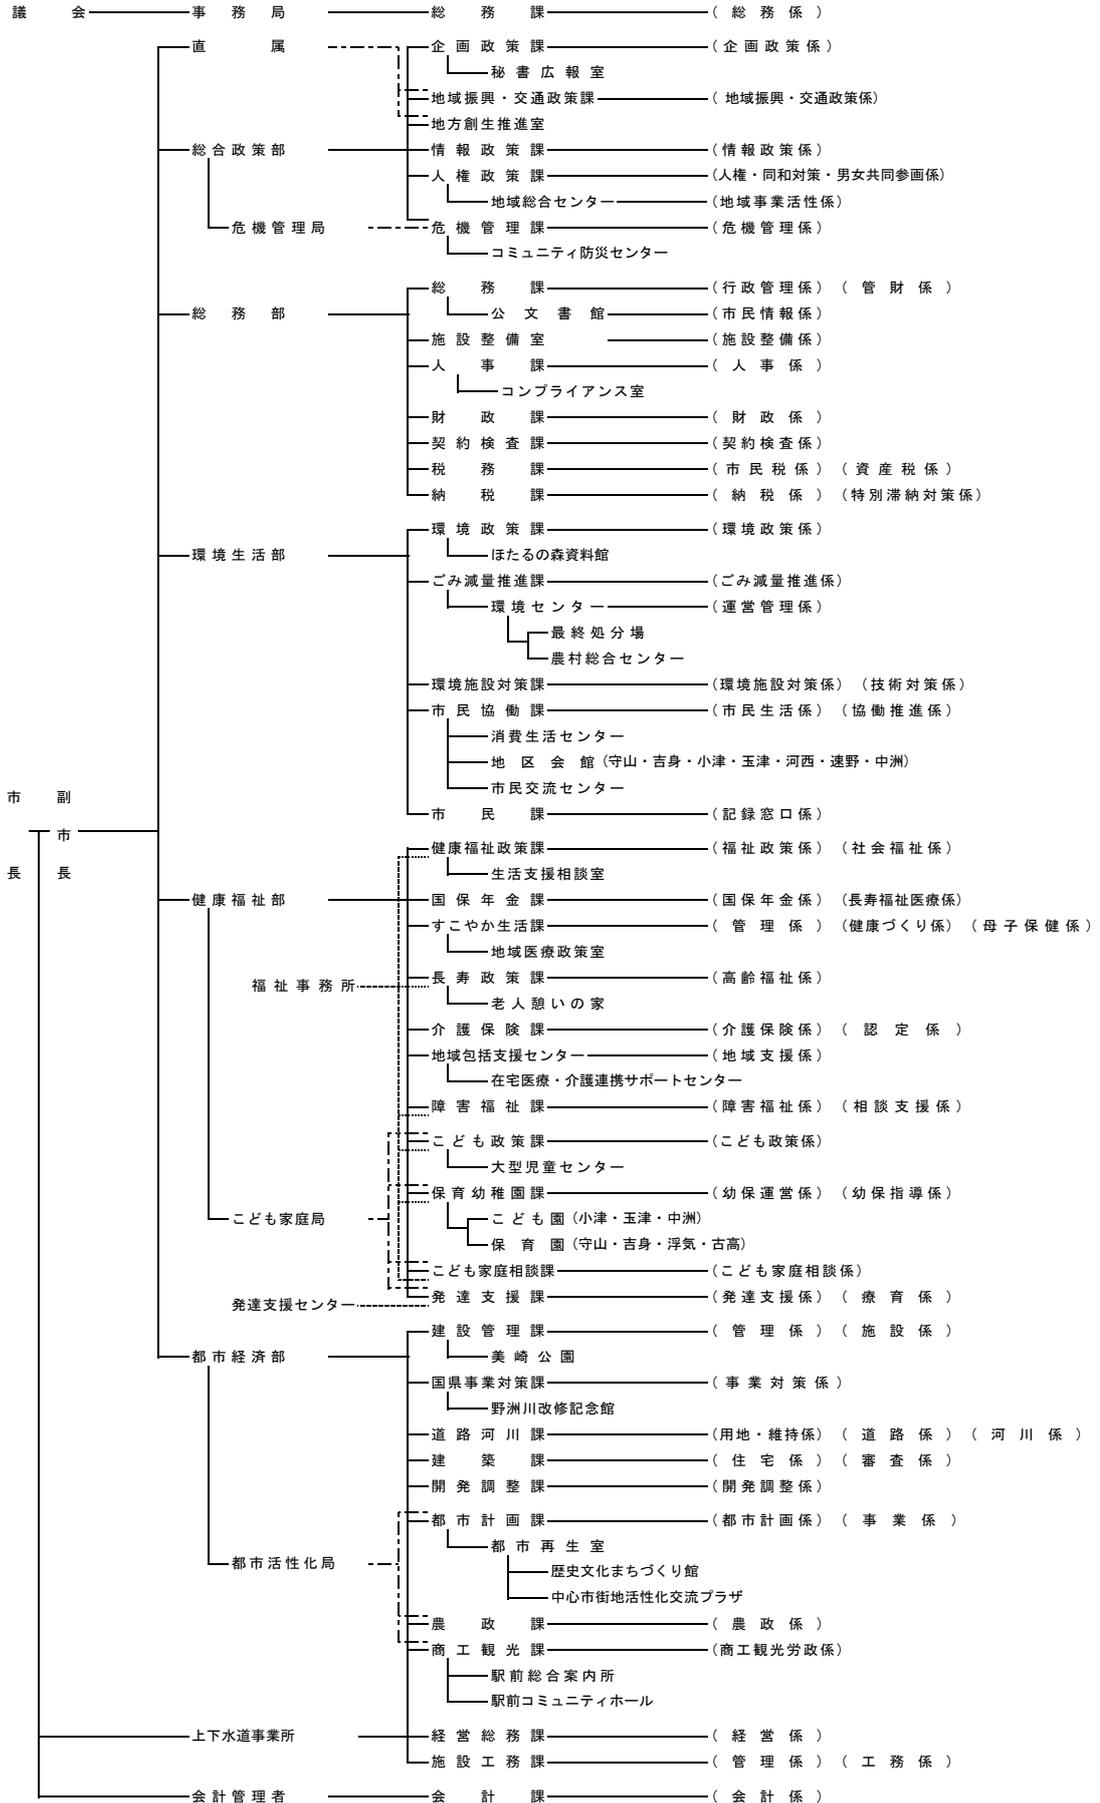 議会 事務局 総務課 (総務係)
直属 企画政策課 (企画政策係)
秘書広報室
地域振興・交通政策課 (地域振興・交通政策係)
地方創生推進室
総合政策部 情報政策課 (情報政策係)
人権政策課 (人権・同和対策・男女共同参画係)
地域総合センター (地域事業活性係)
危機管理局 危機管理課 (危機管理係)
コミュニティ防災センター
総務課 (行政管理係) (管財係)
総務部 公文書館 (市民情報係)
施設整備室 (施設整備係)
人事課 (人事係)
コンプライアンス室
財政課 (財政係)
契約検査課 (契約検査係)
税務課 (市民税係) (資産税係)
納税課 (納税係) (特別滞納対策係)
環境政策課 (環境政策係)
環境生活部 ほたるの森資料館
ごみ減量推進課 (ごみ減量推進係)
環境センター (運営管理係)
最終処分場
農村総合センター
環境施設対策課 (環境施設対策係) (技術対策係)
市民協働課 (市民生活係) (協働推進係)
消費生活センター
地区会館 (守山・吉身・小津・玉津・河西・速野・中洲)
市民交流センター
市長 副市長
市民課 (記録窓口係)
健康福祉政策課 (福祉政策係) (社会福祉係)
生活支援相談室
健康福祉部 国保年金課 (国保年金係) (長寿福祉医療係)
すこやか生活課 (管理係) (健康づくり係) (母子保健係)
地域医療政策室
長寿政策課 (高齢福祉係)
福祉事務所
老人憩いの家
介護保険課 (介護保険係) (認定係)
地域包括支援センター (地域支援係)
在宅医療・介護連携サポートセンター
障害福祉課 (障害福祉係) (相談支援係)
こども政策課 (こども政策係)
大型児童センター
保育幼稚園課 (幼保運営係) (幼保指導係)
こども家庭局 こども園 (小津・玉津・中洲)
保育園 (守山・吉身・浮気・古高)
こども家庭相談課 (こども家庭相談係)
発達支援課 (発達支援係) (療育係)
発達支援センター
建設管理課 (管理係) (施設係)
都市経済部 美崎公園
国県事業対策課 (事業対策係)
野洲川改修記念館
道路河川課 (用地・維持係) (道路係) (河川係)
建築課 (住宅係) (審査係)
開発調整課 (開発調整係)
都市計画課 (都市計画係) (事業係)
都市再生室
都市活性化局
歴史文化まちづくり館
中心市街地活性化交流プラザ
農政課 (農政係)
商工観光課 (商工観光労政係)
駅前総合案内所
駅前コミュニティホール
上下水道事業所 経営総務課 (経営係)
施設工務課 (管理係) (工務係)
会計管理者 会計課 (会計係)